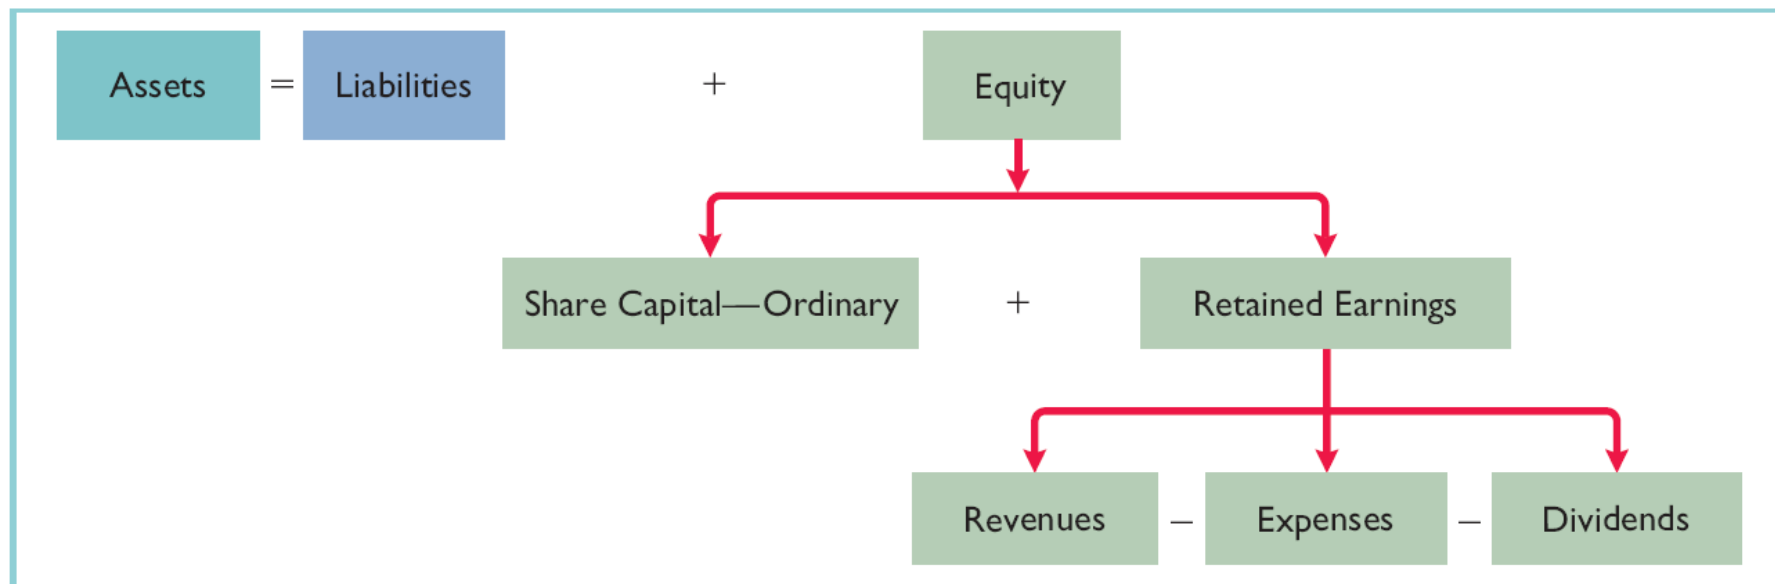 Assets = Liabilities + Equity
Share Capital—Ordinary + Retained Earnings
Revenues – Expenses – Dividends